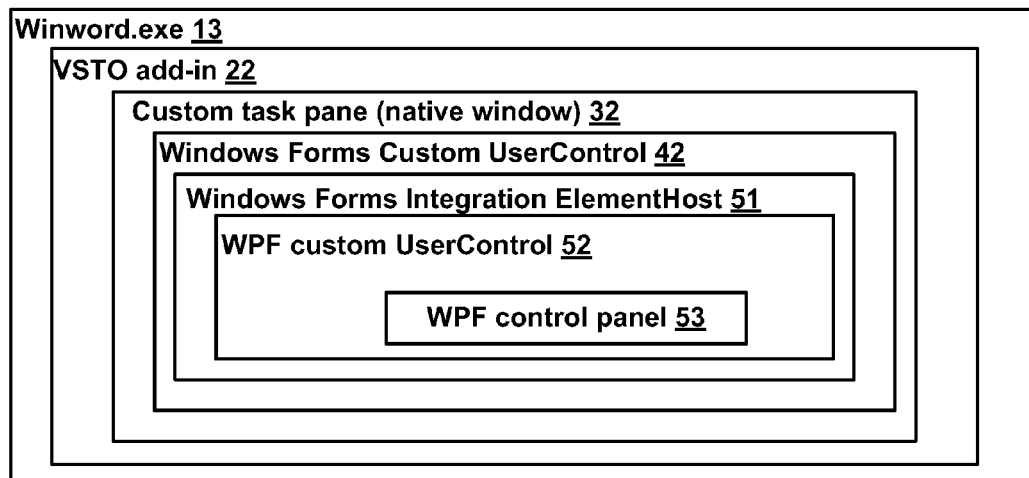 Winword.exe 13
VSTO add-in 22
Custom task pane (native window) 32
Windows Forms Custom UserControl 42
Windows Forms Integration ElementHost 51
WPF custom UserControl 52
WPF control panel 53